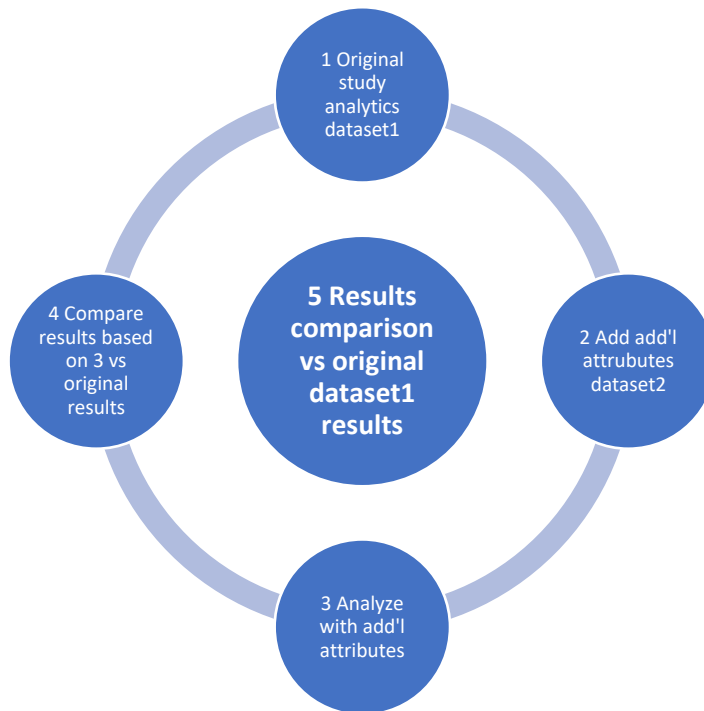 1 Original
study
analytics
dataset1
2 Add add'l
attrubutes
dataset2
3 Analyze
with add'l
attributes
4 Compare
results based
on 3 vs
original
results
5 Results
comparison
vs original
dataset1
results